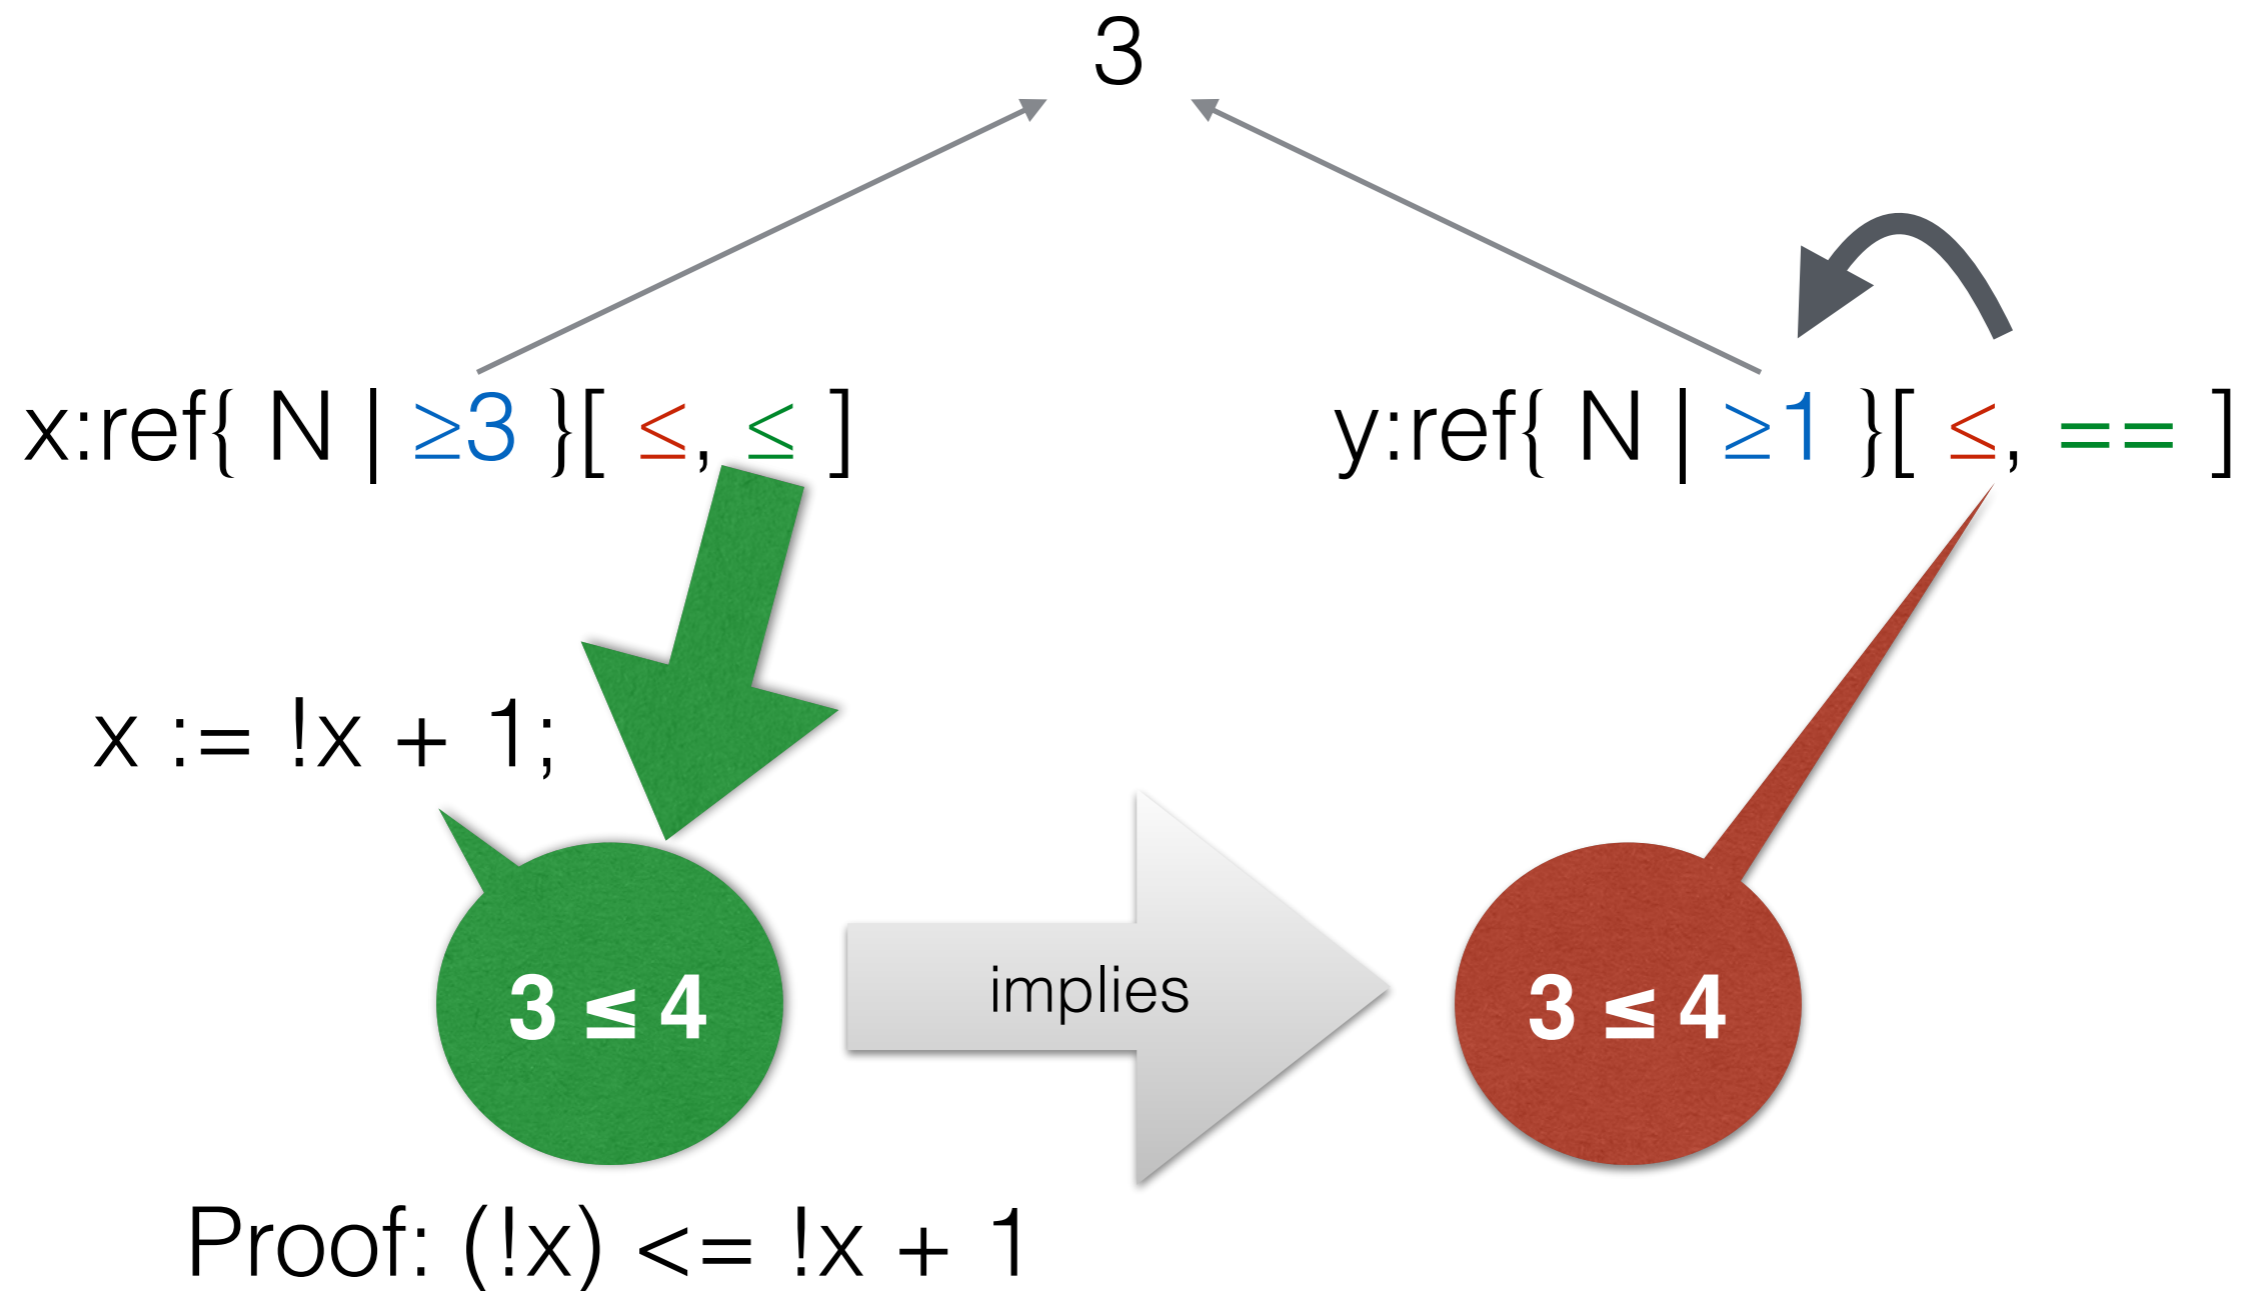 3
x:ref{ N | ≥3 }[ ≤, ≤ ]
y:ref{ N | ≥1 }[ ≤, == ]
x := !x + 1;
3 ≤ 4
implies
3 ≤ 4
Proof: (!x) <= !x + 1